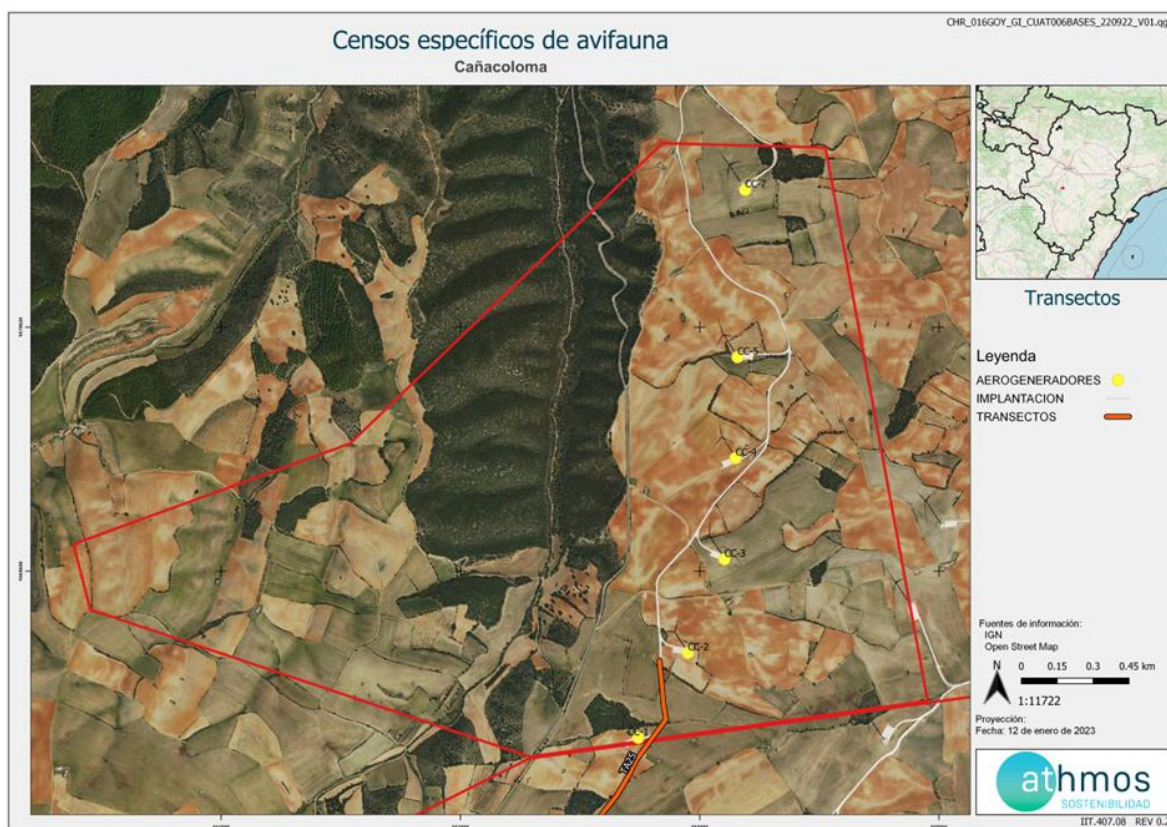 CHR_016GOY_GI_CUAT006BASES_220922_V01.qg
Censos específicos de avifauna
Cañacoloma
CC-7
CC-5
CC-4
CC-3
CC-2
TA25
Transectos
Leyenda
AEROGENERADORES
IMPLANTACION
TRANSECTOS
Fuentes de información:
IGN
Open Street Map
N
0 0.15 0.3 0.45 km
1:11722
Proyección:
Fecha: 12 de enero de 2023
athmos
SOSTENIBILIDAD
IIT.407.08 REV 0.2